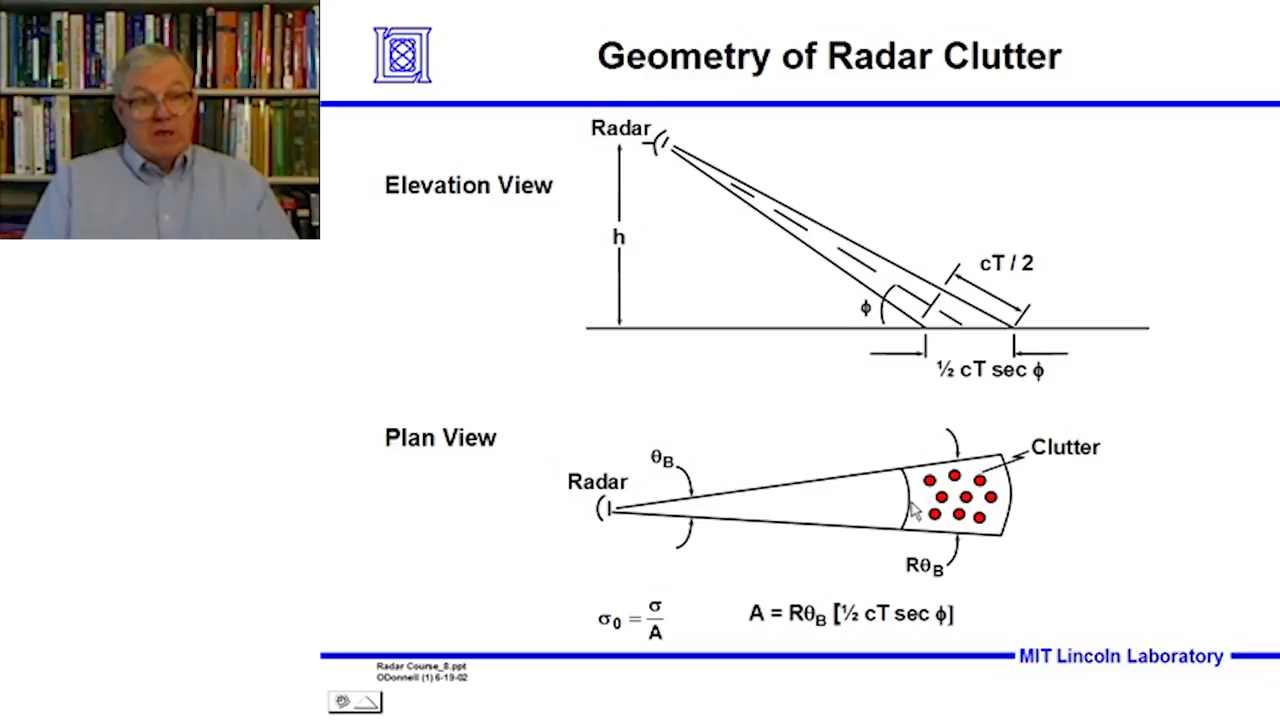 Geometry of Radar Clutter
Radar
Elevation View
h
cT / 2
ϕ
½ cT sec ϕ
Plan View
θB
Clutter
Radar
RθB
σ0 = σ / A
A = RθB [½ cT sec ϕ]
MIT Lincoln Laboratory
Radar Course_8.ppt
ODonnell (1) 6-19-02